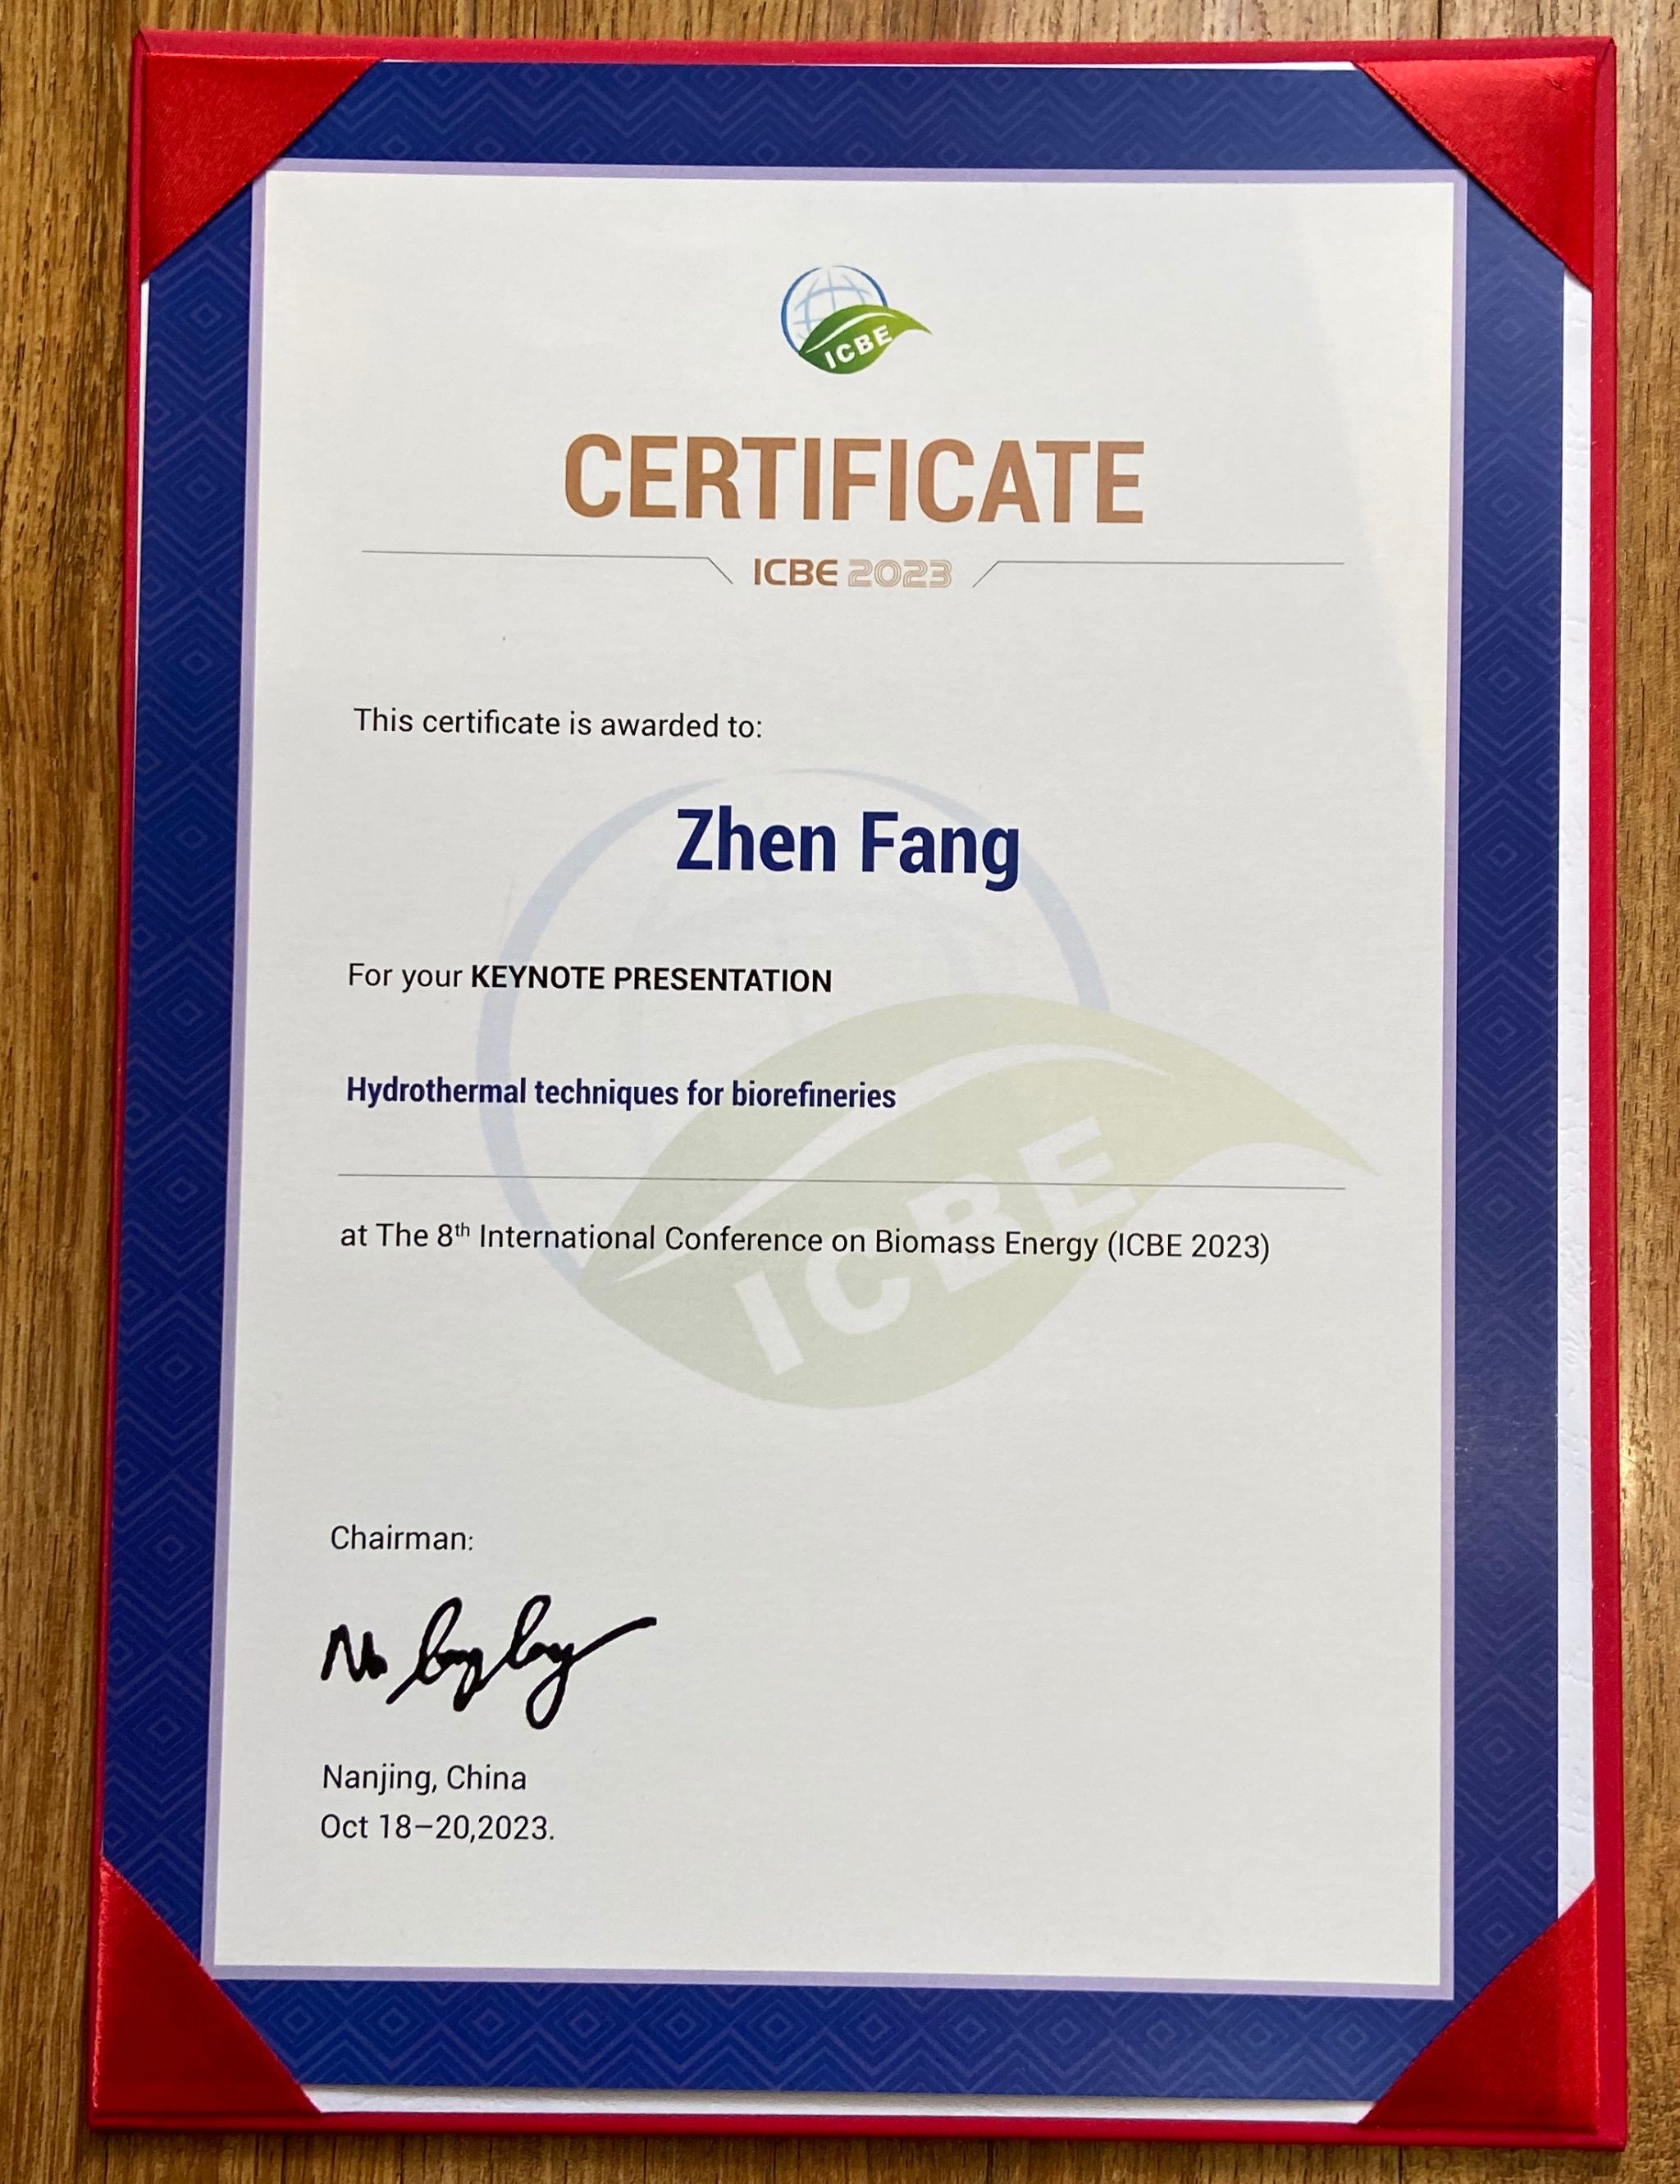 ICBE
CERTIFICATE
ICBE 2023
This certificate is awarded to:
Zhen Fang
For your KEYNOTE PRESENTATION
Hydrothermal techniques for biorefineries
at The 8th International Conference on Biomass Energy (ICBE 2023)
ICBE
Chairman:
Nanjing, China
Oct 18–20,2023.